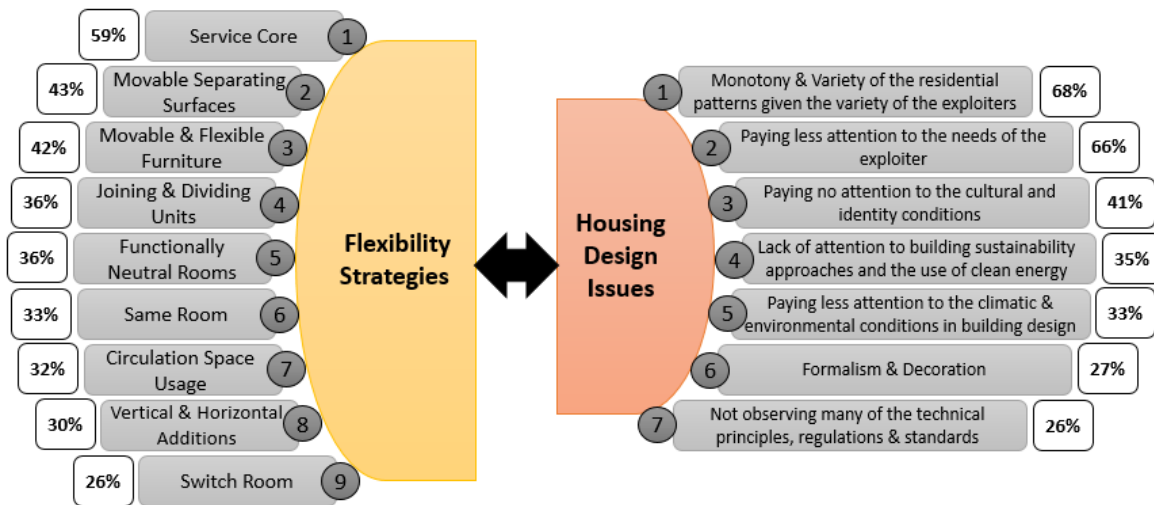 59%
Service Core
1
43%
Movable Separating
Surfaces
2
42%
Movable & Flexible
Furniture
3
36%
Joining & Dividing
Units
4
36%
Functionally
Neutral Rooms
5
33%
Same Room
6
32%
Circulation Space
Usage
7
30%
Vertical & Horizontal
Additions
8
26%
Switch Room
9
Flexibility
Strategies
Housing
Design
Issues
1
Monotony & Variety of the residential
patterns given the variety of the exploiters
68%
2
Paying less attention to the needs of the
exploiter
66%
3
Paying no attention to the cultural and
identity conditions
41%
4
Lack of attention to building sustainability
approaches and the use of clean energy
35%
5
Paying less attention to the climatic &
environmental conditions in building design
33%
6
Formalism & Decoration
27%
7
Not observing many of the technical
principles, regulations & standards
26%